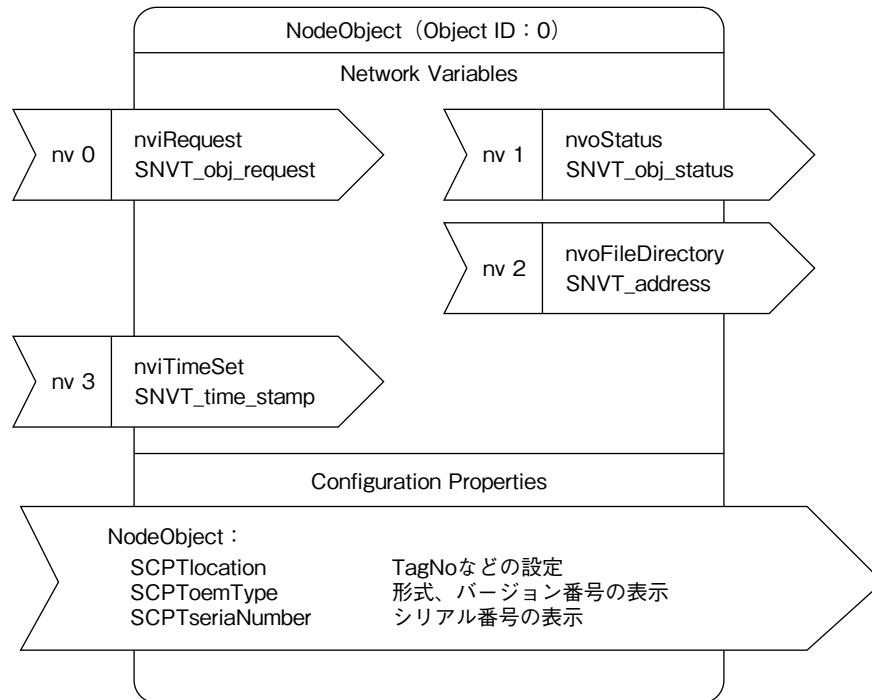 NodeObject（Object ID：0）
Network Variables
nv 0
nviRequest
SNVT_obj_request
nv 1
nvoStatus
SNVT_obj_status
nv 2
nvoFileDirectory
SNVT_address
nv 3
nviTimeSet
SNVT_time_stamp
Configuration Properties
NodeObject：
SCPTlocation TagNoなどの設定
SCPToemType 形式、バージョン番号の表示
SCPTseriaNumber シリアル番号の表示